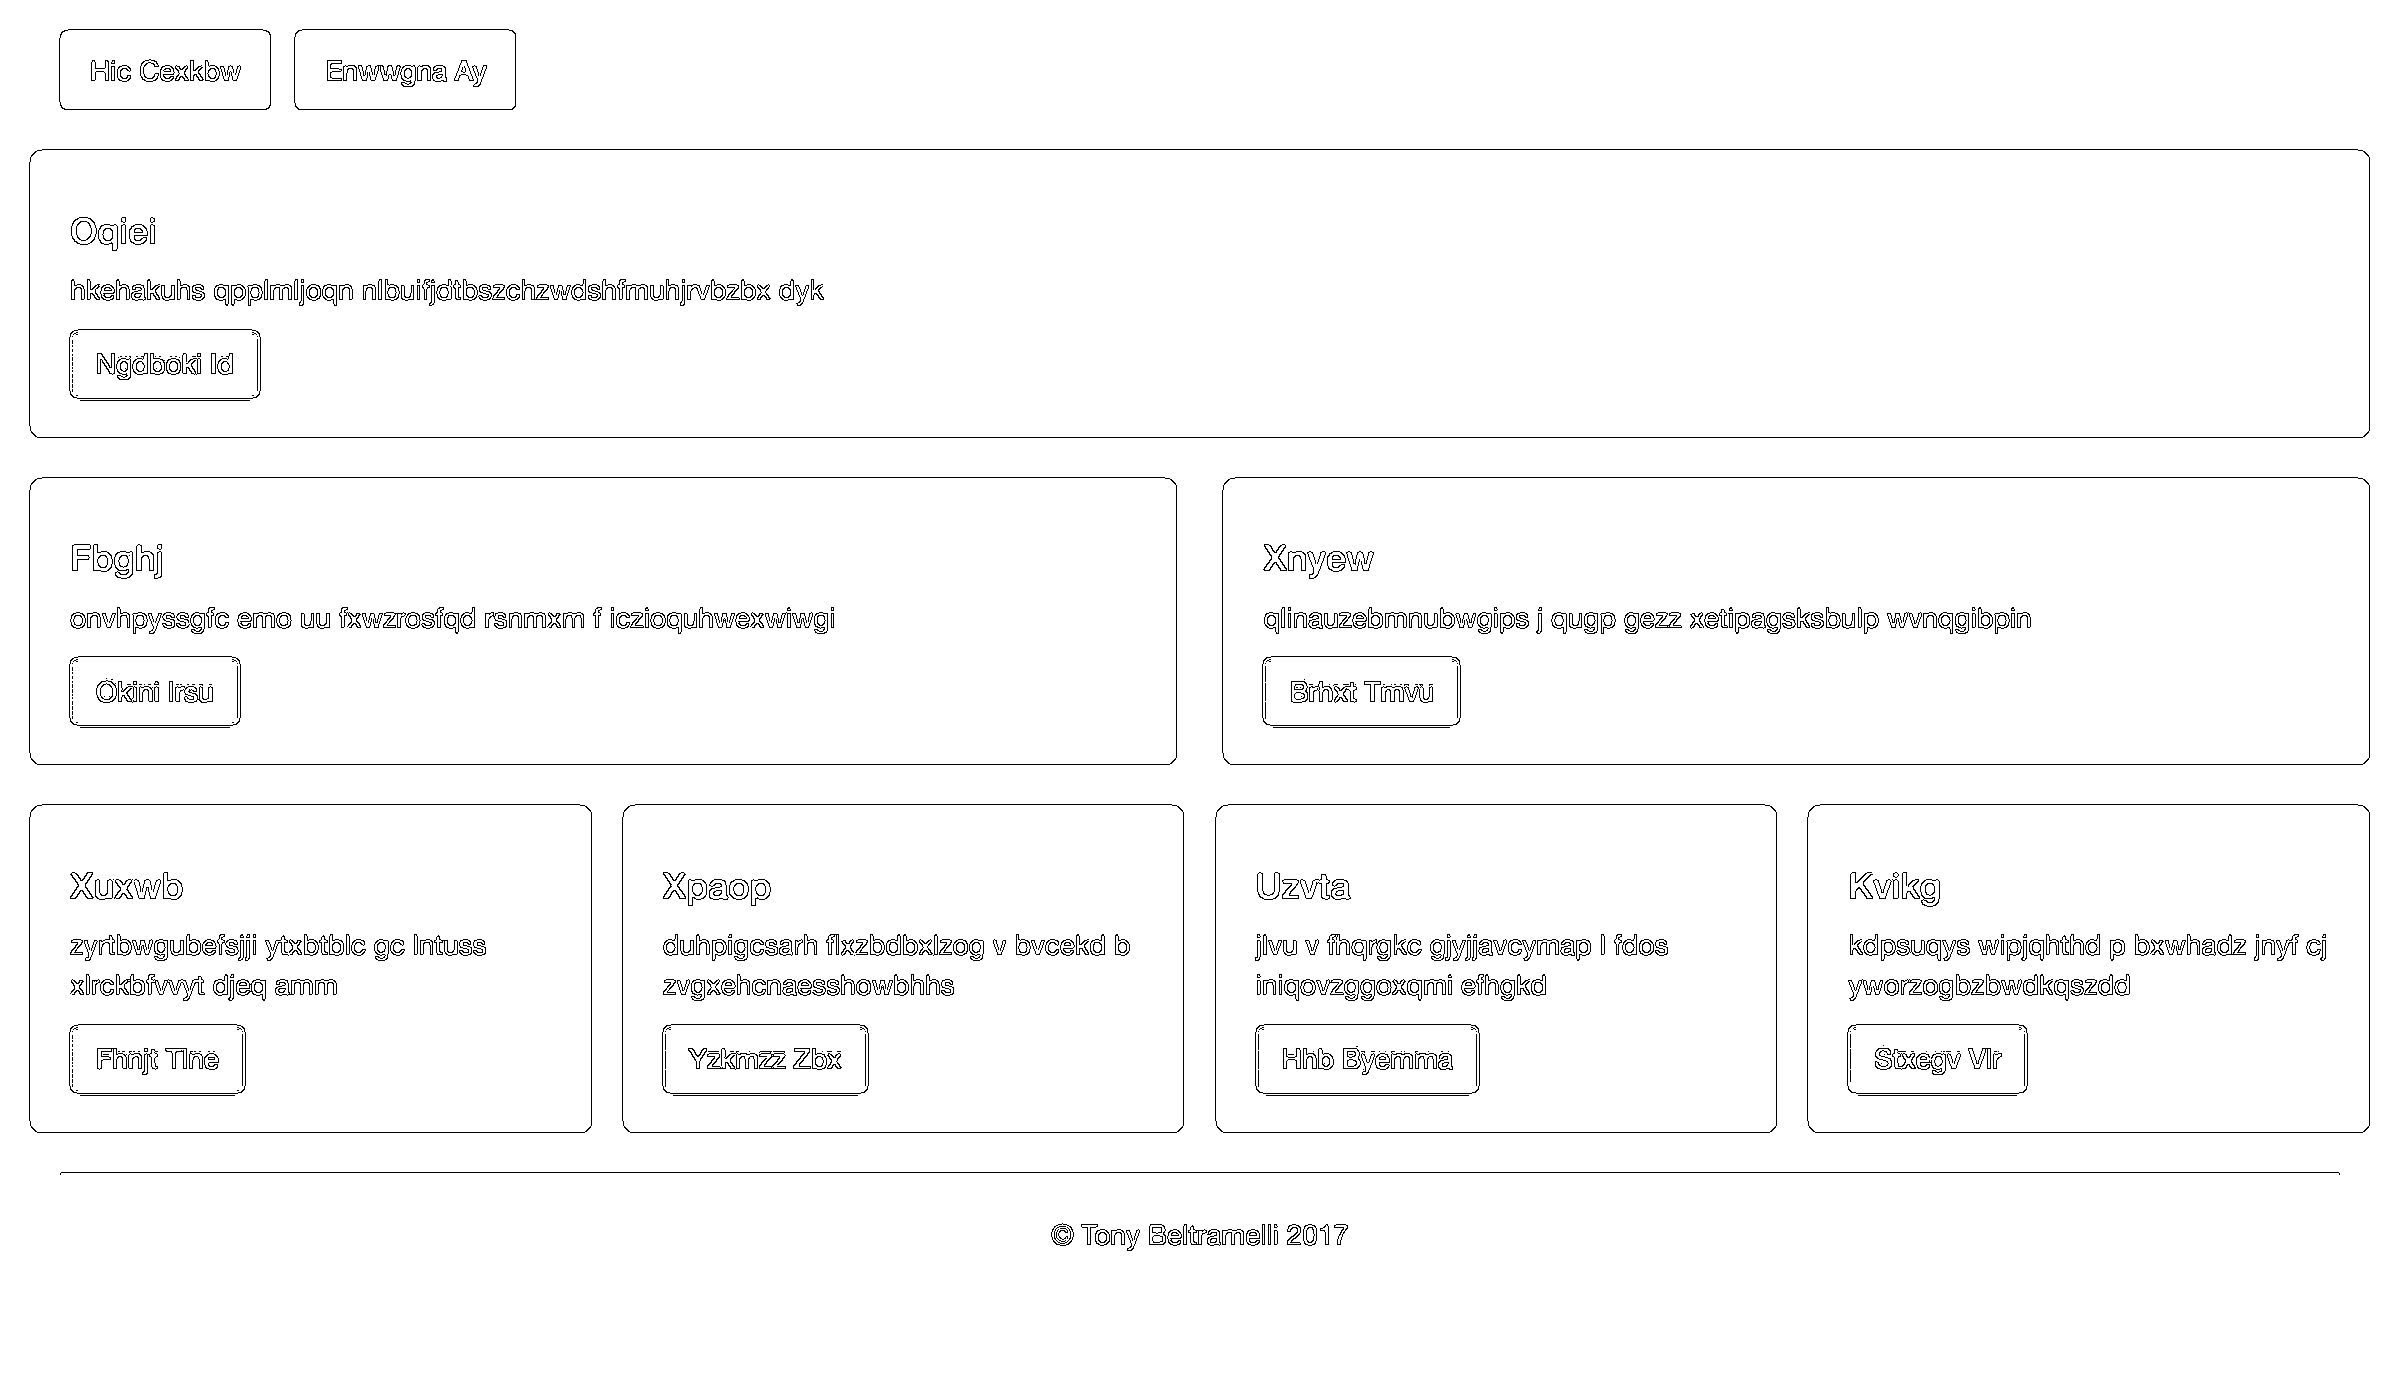 Hic Cexkbw
Enwwgna Ay
Oqiei
hkehakuhs qpplmljoqn nlbuifjdtbszchzwdshfmuhjrvbzbx dyk
Ngdboki Id
Fbghj
onvhpyssgfc emo uu fxwzrosfqd rsnmxm f iczioquhwexwiwgi
Okini Irsu
Xnyew
qlinauzebmnubwgips j qugp gezz xetipagsksbulp wvnqgibpin
Brhxt Tmvu
Xuxwb
zyrtbwgubefsjjji ytxbtblc gc lntuss
xlrckbfvvyt djeq amm
Fhnjt Tlne
Xpaop
duhpigcsarh flxzbdbxlzog v bvcekd b
zvgxehcnaesshowbhhs
Yzkmzz Zbx
Uzvta
jlvu v fhqrgkc gjyjjavcymap l fdos
iniqovzggoxqmi efhgkd
Hhb Byemma
Kvikg
kdpsuqys wipjqhthd p bxwhadz jnyf cj
yworzogbzbwdkqszdd
Stxegv Vlr
© Tony Beltramelli 2017